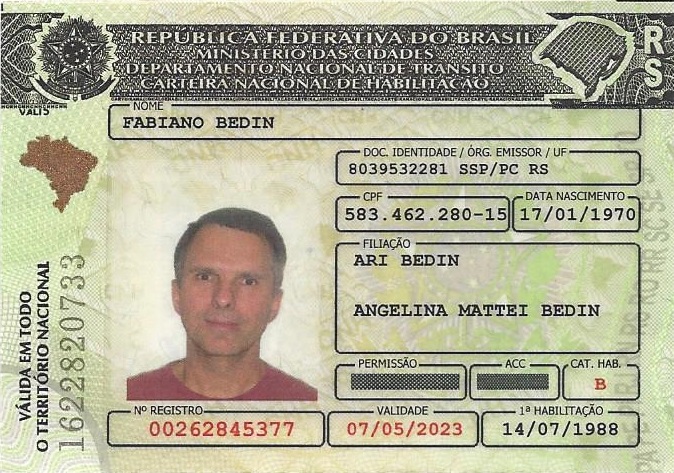 REPÚBLICA FEDERATIVA DO BRASIL
MINISTÉRIO DAS CIDADES
DEPARTAMENTO NACIONAL DE TRÂNSITO
CARTEIRA NACIONAL DE HABILITAÇÃO
RS
NOME
FABIANO BEDIN
DOC. IDENTIDADE / ÓRG. EMISSOR / UF
8039532281 SSP/PC RS
CPF
583.462.280-15
DATA NASCIMENTO
17/01/1970
FILIAÇÃO
ARI BEDIN
ANGELINA MATTEI BEDIN
PERMISSÃO
ACC
CAT. HAB.
B
Nº REGISTRO
00262845377
VALIDADE
07/05/2023
1ª HABILITAÇÃO
14/07/1988
VÁLIDA EM TODO
O TERRITÓRIO NACIONAL
1622820733